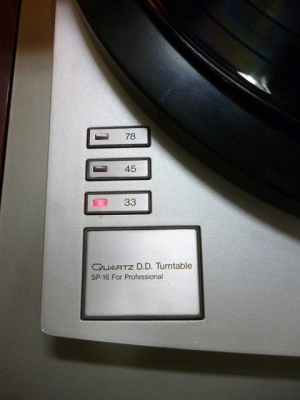 78
45
33
QUARTZ D.D. Turntable
SP-16 For Professional